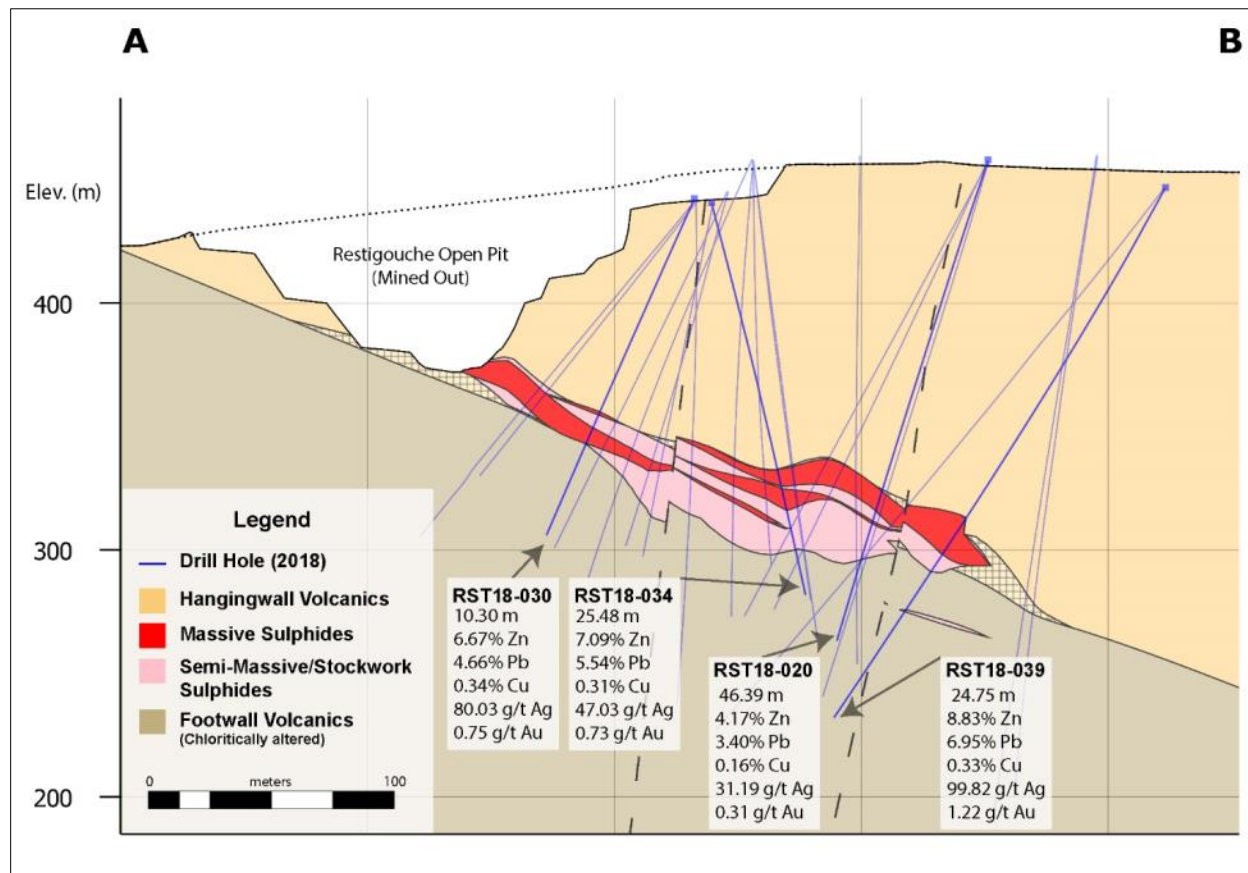 A
B
Elev. (m)
Restigouche Open Pit
(Mined Out)
400
300
200
Legend
Drill Hole (2018)
Hangingwall Volcanics
Massive Sulphides
Semi-Massive/Stockwork
Sulphides
Footwall Volcanics
(Chloritically altered)
meters
0 100
RST18-030
10.30 m
6.67% Zn
4.66% Pb
0.34% Cu
80.03 g/t Ag
0.75 g/t Au
RST18-034
25.48 m
7.09% Zn
5.54% Pb
0.31% Cu
47.03 g/t Ag
0.73 g/t Au
RST18-020
46.39 m
4.17% Zn
3.40% Pb
0.16% Cu
31.19 g/t Ag
0.31 g/t Au
RST18-039
24.75 m
8.83% Zn
6.95% Pb
0.33% Cu
99.82 g/t Ag
1.22 g/t Au